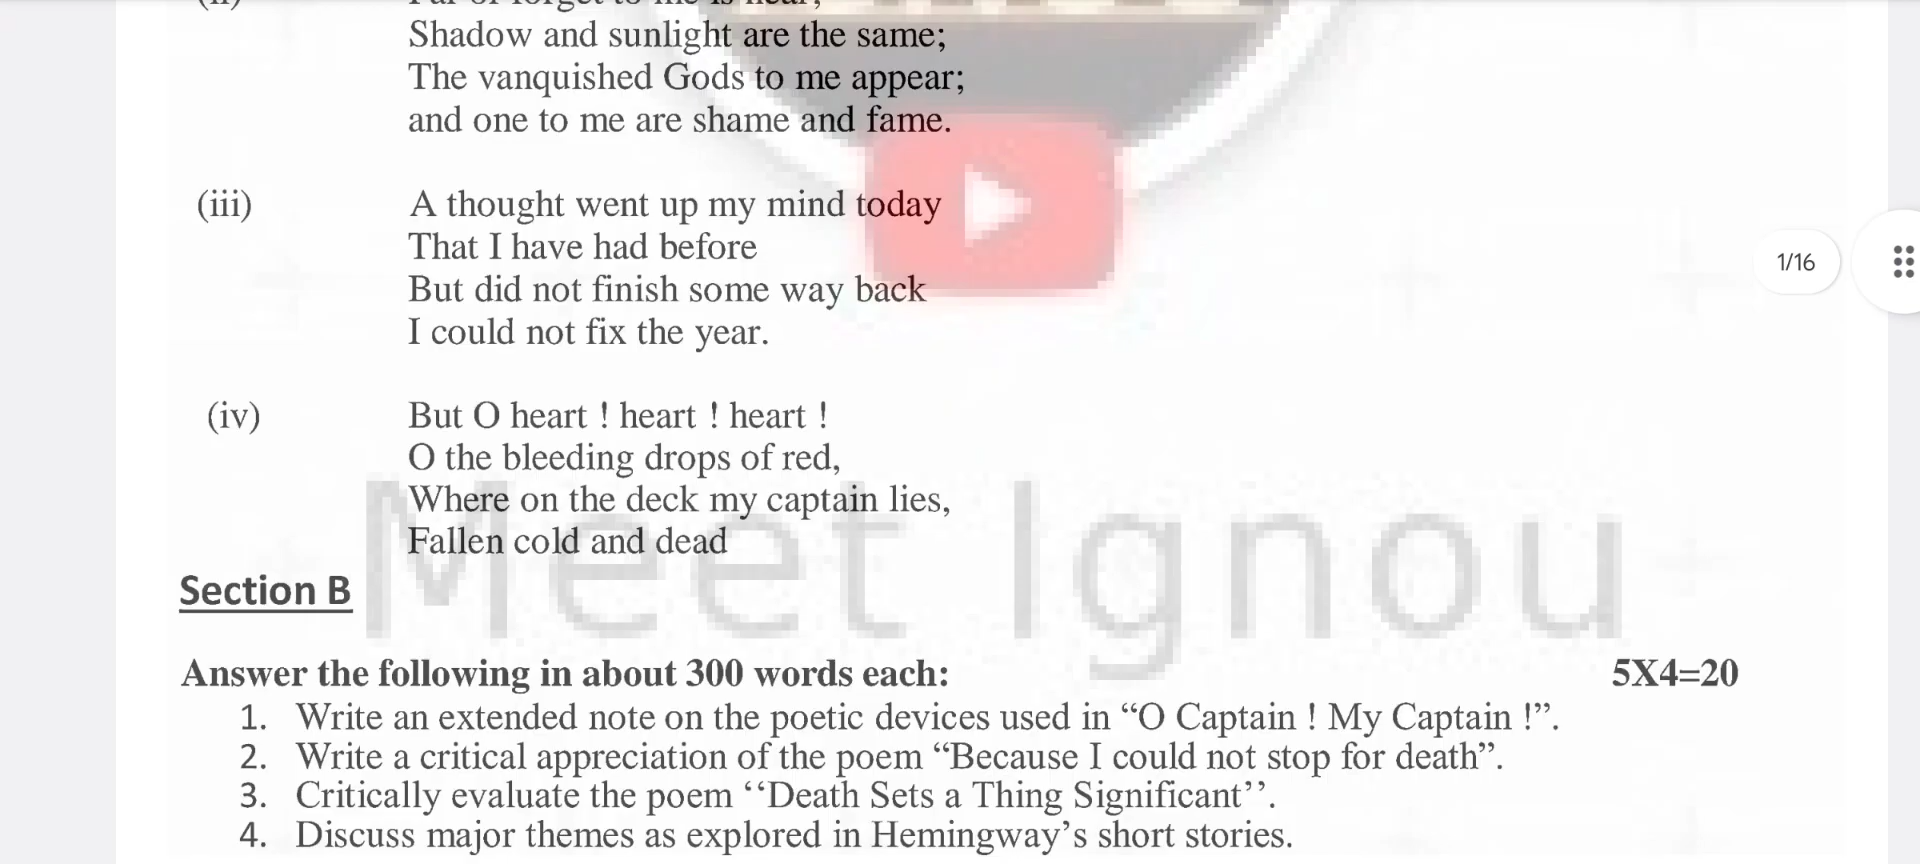 Shadow and sunlight are the same;
The vanquished Gods to me appear;
and one to me are shame and fame.
(iii) A thought went up my mind today
That I have had before
But did not finish some way back
I could not fix the year.
1/16
(iv) But O heart ! heart ! heart !
O the bleeding drops of red,
Where on the deck my captain lies,
Fallen cold and dead
Meet Ignou
Section B
Answer the following in about 300 words each: 5X4=20
1. Write an extended note on the poetic devices used in “O Captain ! My Captain !”.
2. Write a critical appreciation of the poem “Because I could not stop for death”.
3. Critically evaluate the poem ‘‘Death Sets a Thing Significant’’.
4. Discuss major themes as explored in Hemingway’s short stories.